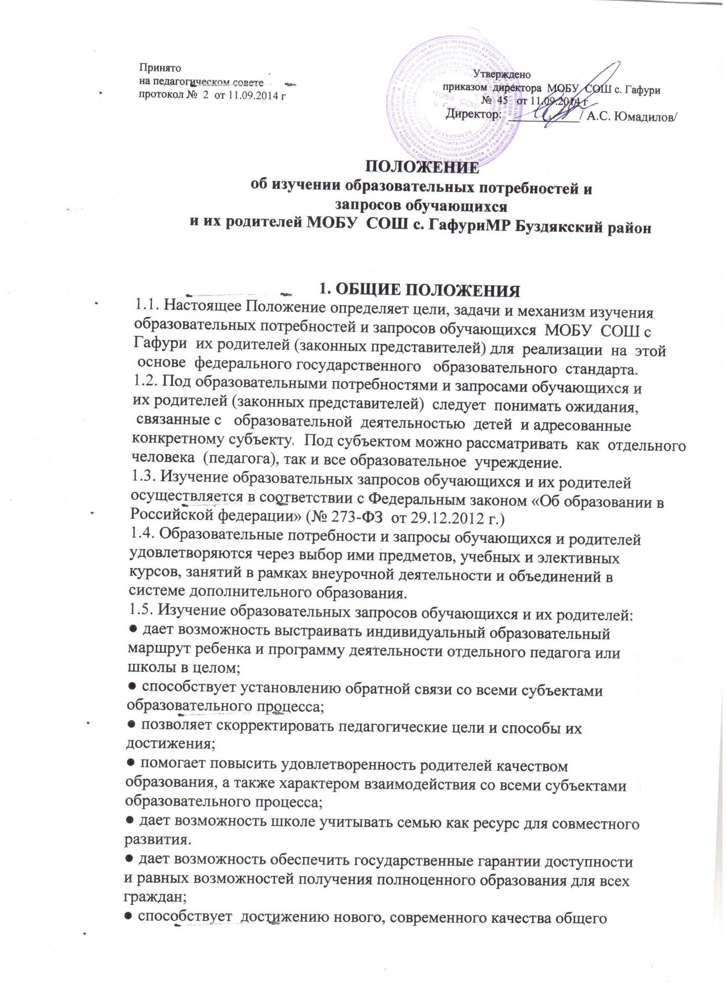 Принято
на педагогическом совете
протокол № 2 от 11.09.2014 г
Утверждено
приказом директора МОБУ СОШ с. Гафури
№ 45 от 11.09.2014 г
Директор: ____________/ А.С. Юмадилов/
МОБУ СОШ
с Гафури
0216004686
ПОЛОЖЕНИЕ
об изучении образовательных потребностей и
запросов обучающихся
и их родителей МОБУ СОШ с. ГафуриМР Буздякский район
1. ОБЩИЕ ПОЛОЖЕНИЯ
1.1. Настоящее Положение определяет цели, задачи и механизм изучения
образовательных потребностей и запросов обучающихся МОБУ СОШ с
Гафури их родителей (законных представителей) для реализации на этой
основе федерального государственного образовательного стандарта.
1.2. Под образовательными потребностями и запросами обучающихся и
их родителей (законных представителей) следует понимать ожидания,
связанные с образовательной деятельностью детей и адресованные
конкретному субъекту. Под субъектом можно рассматривать как отдельного
человека (педагога), так и все образовательное учреждение.
1.3. Изучение образовательных запросов обучающихся и их родителей
осуществляется в соответствии с Федеральным законом «Об образовании в
Российской федерации» (№ 273-ФЗ от 29.12.2012 г.)
1.4. Образовательные потребности и запросы обучающихся и родителей
удовлетворяются через выбор ими предметов, учебных и элективных
курсов, занятий в рамках внеурочной деятельности и объединений в
системе дополнительного образования.
1.5. Изучение образовательных запросов обучающихся и их родителей:
● дает возможность выстраивать индивидуальный образовательный
маршрут ребенка и программу деятельности отдельного педагога или
школы в целом;
● способствует установлению обратной связи со всеми субъектами
образовательного процесса;
● позволяет скорректировать педагогические цели и способы их
достижения;
● помогает повысить удовлетворенность родителей качеством
образования, а также характером взаимодействия со всеми субъектами
образовательного процесса;
● дает возможность школе учитывать семью как ресурс для совместного
развития.
● дает возможность обеспечить государственные гарантии доступности
и равных возможностей получения полноценного образования для всех
граждан;
● способствует достижению нового, современного качества общего